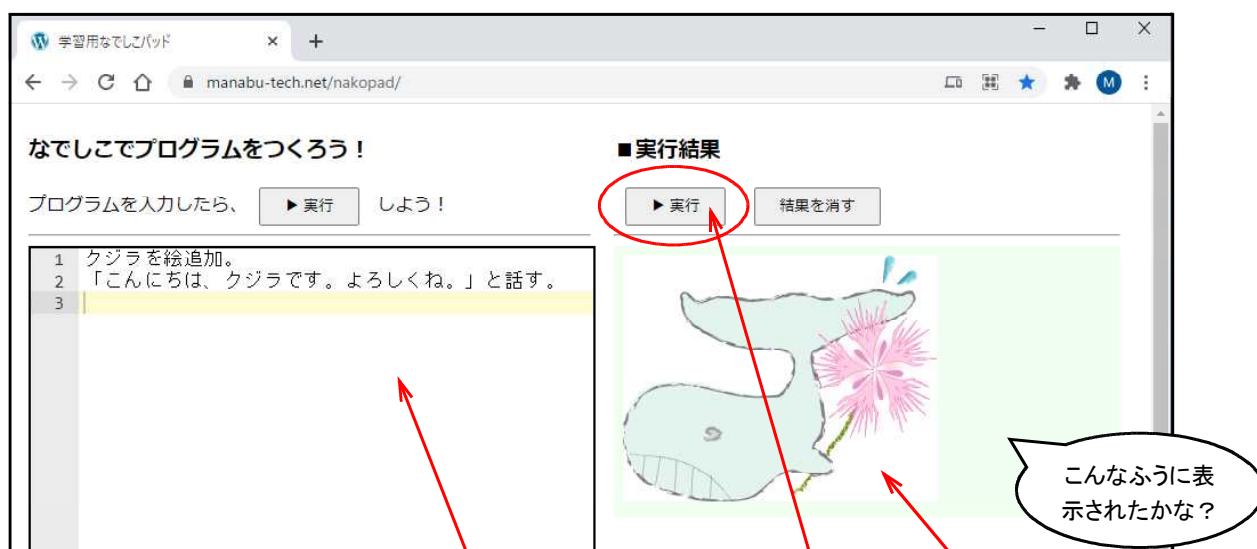 学習用なでしこパッド
manabu-tech.net/nakopad/
M
なでしこでプログラムをつくろう！
■実行結果
プログラムを入力したら、 ▶実行 しよう！
▶実行 結果を消す
1 クジラを絵追加。
2 「こんにちは、クジラです。よろしくね。」と話す。
3
こんなふうに表
示されたかな？